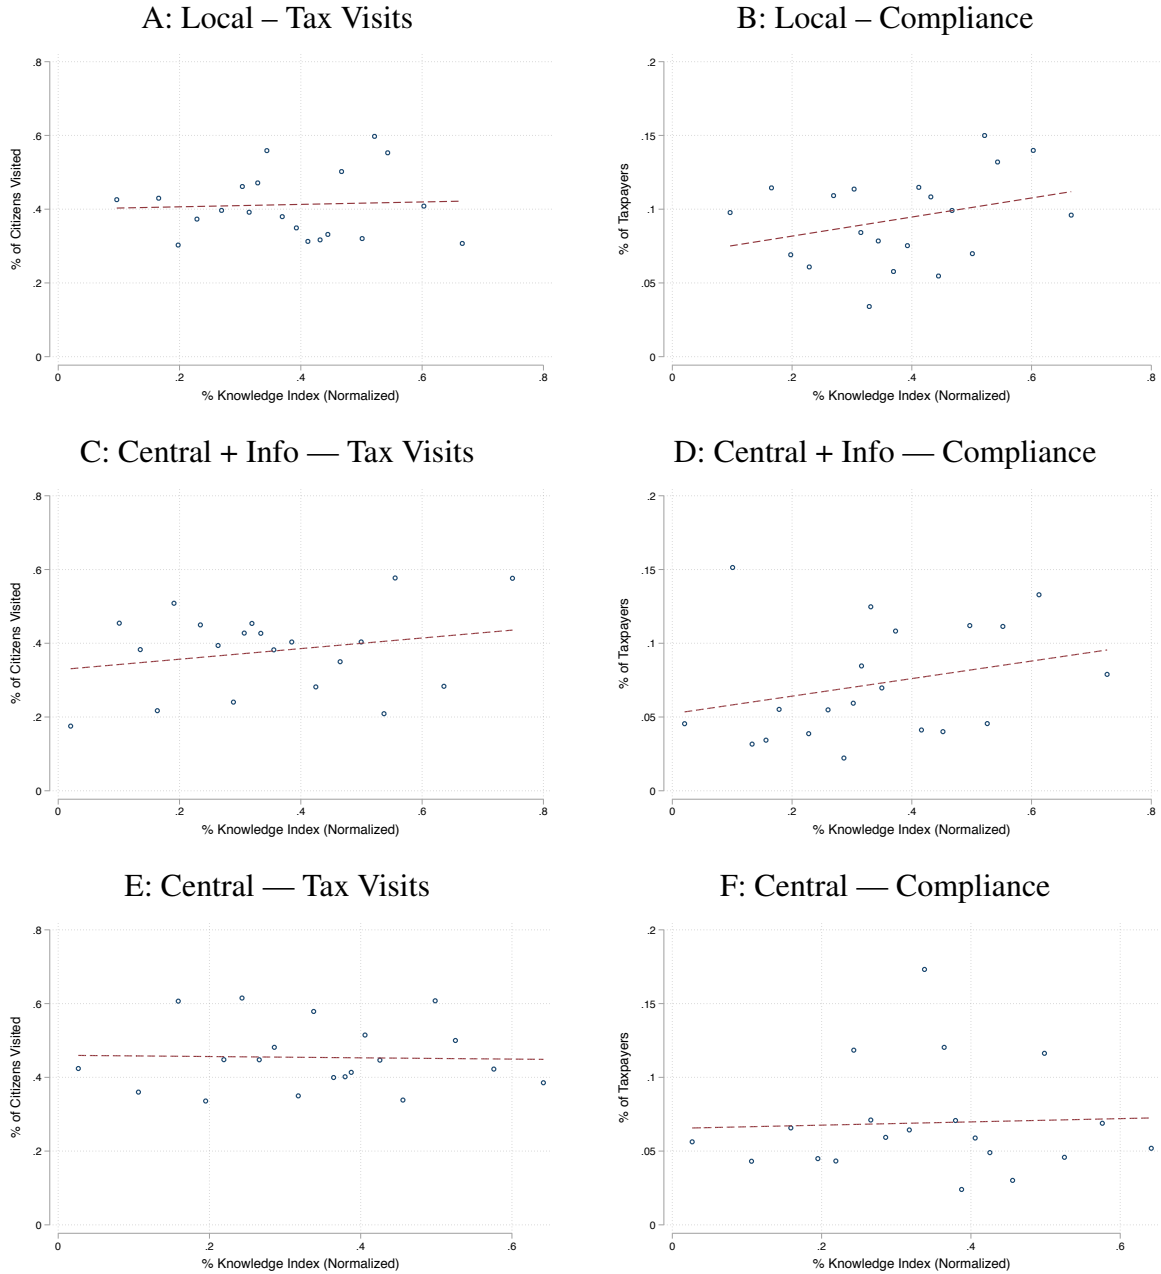 A: Local – Tax Visits
.8
.6
.4
.2
0
% of Citizens Visited
0 .2 .4 .6 .8
% Knowledge Index (Normalized)
B: Local – Compliance
.2
.15
.1
.05
0
% of Taxpayers
0 .2 .4 .6 .8
% Knowledge Index (Normalized)
C: Central + Info — Tax Visits
.8
.6
.4
.2
0
% of Citizens Visited
0 .2 .4 .6 .8
% Knowledge Index (Normalized)
D: Central + Info — Compliance
.2
.15
.1
.05
0
% of Taxpayers
0 .2 .4 .6 .8
% Knowledge Index (Normalized)
E: Central — Tax Visits
.8
.6
.4
.2
0
% of Citizens Visited
0 .2 .4 .6
% Knowledge Index (Normalized)
F: Central — Compliance
.2
.15
.1
.05
0
% of Taxpayers
0 .2 .4 .6
% Knowledge Index (Normalized)